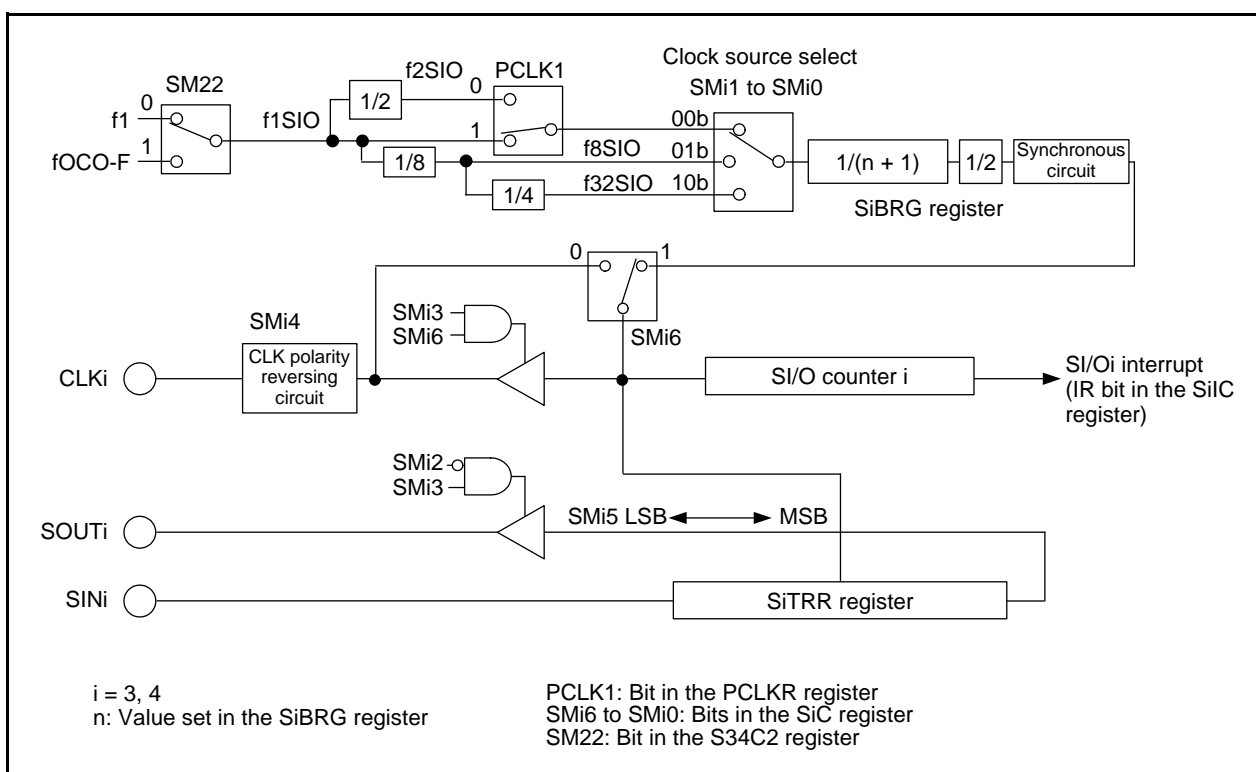 Clock source select
SMi1 to SMi0
SM22
f2SIO
PCLK1
0
f1
1
fOCO-F
f1SIO
1/2
0
1
1/8
f8SIO
1/4
f32SIO
00b
01b
10b
1/(n + 1)
SiBRG register
1/2
Synchronous
circuit
0
1
SMi6
SMi3
SMi6
SMi4
CLK polarity
reversing
circuit
CLKi
SI/O counter i
SI/Oi interrupt
(IR bit in the SiIC
register)
SMi2
SMi3
SOUTi
SMi5 LSB
MSB
SINi
SiTRR register
i = 3, 4
n: Value set in the SiBRG register
PCLK1: Bit in the PCLKR register
SMi6 to SMi0: Bits in the SiC register
SM22: Bit in the S34C2 register